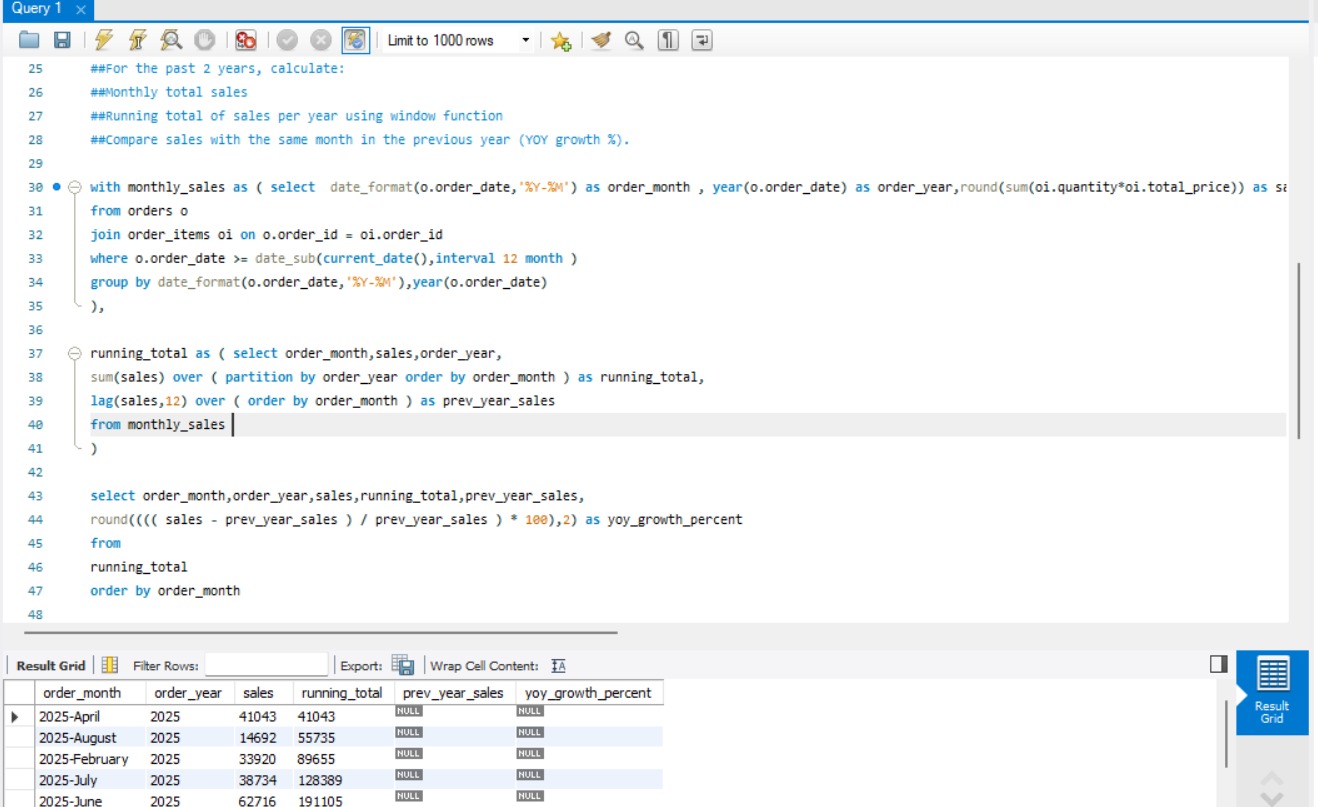 Query 1
Limit to 1000 rows
25 ##For the past 2 years, calculate:
26 ##Monthly total sales
27 ##Running total of sales per year using window function
28 ##Compare sales with the same month in the previous year (YOY growth %).
29
30 with monthly_sales as ( select  date_format(o.order_date,'%Y-%M') as order_month , year(o.order_date) as order_year,round(sum(oi.quantity*oi.total_price)) as sa
31 from orders o
32 join order_items oi on o.order_id = oi.order_id
33 where o.order_date >= date_sub(current_date(),interval 12 month )
34 group by date_format(o.order_date,'%Y-%M'),year(o.order_date)
35 ),
36
37 running_total as ( select order_month,sales,order_year,
38 sum(sales) over ( partition by order_year order by order_month ) as running_total,
39 lag(sales,12) over ( order by order_month ) as prev_year_sales
40 from monthly_sales
41 )
42
43 select order_month,order_year,sales,running_total,prev_year_sales,
44 round(((( sales - prev_year_sales ) / prev_year_sales ) * 100),2) as yoy_growth_percent
45 from
46 running_total
47 order by order_month
48
Result Grid Filter Rows: Export: Wrap Cell Content:
order_month order_year sales running_total prev_year_sales yoy_growth_percent
2025-April 2025 41043 41043 NULL NULL
2025-August 2025 14692 55735 NULL NULL
2025-February 2025 33920 89655 NULL NULL
2025-July 2025 38734 128389 NULL NULL
2025-June 2025 62716 191105 NULL NULL
Result
Grid